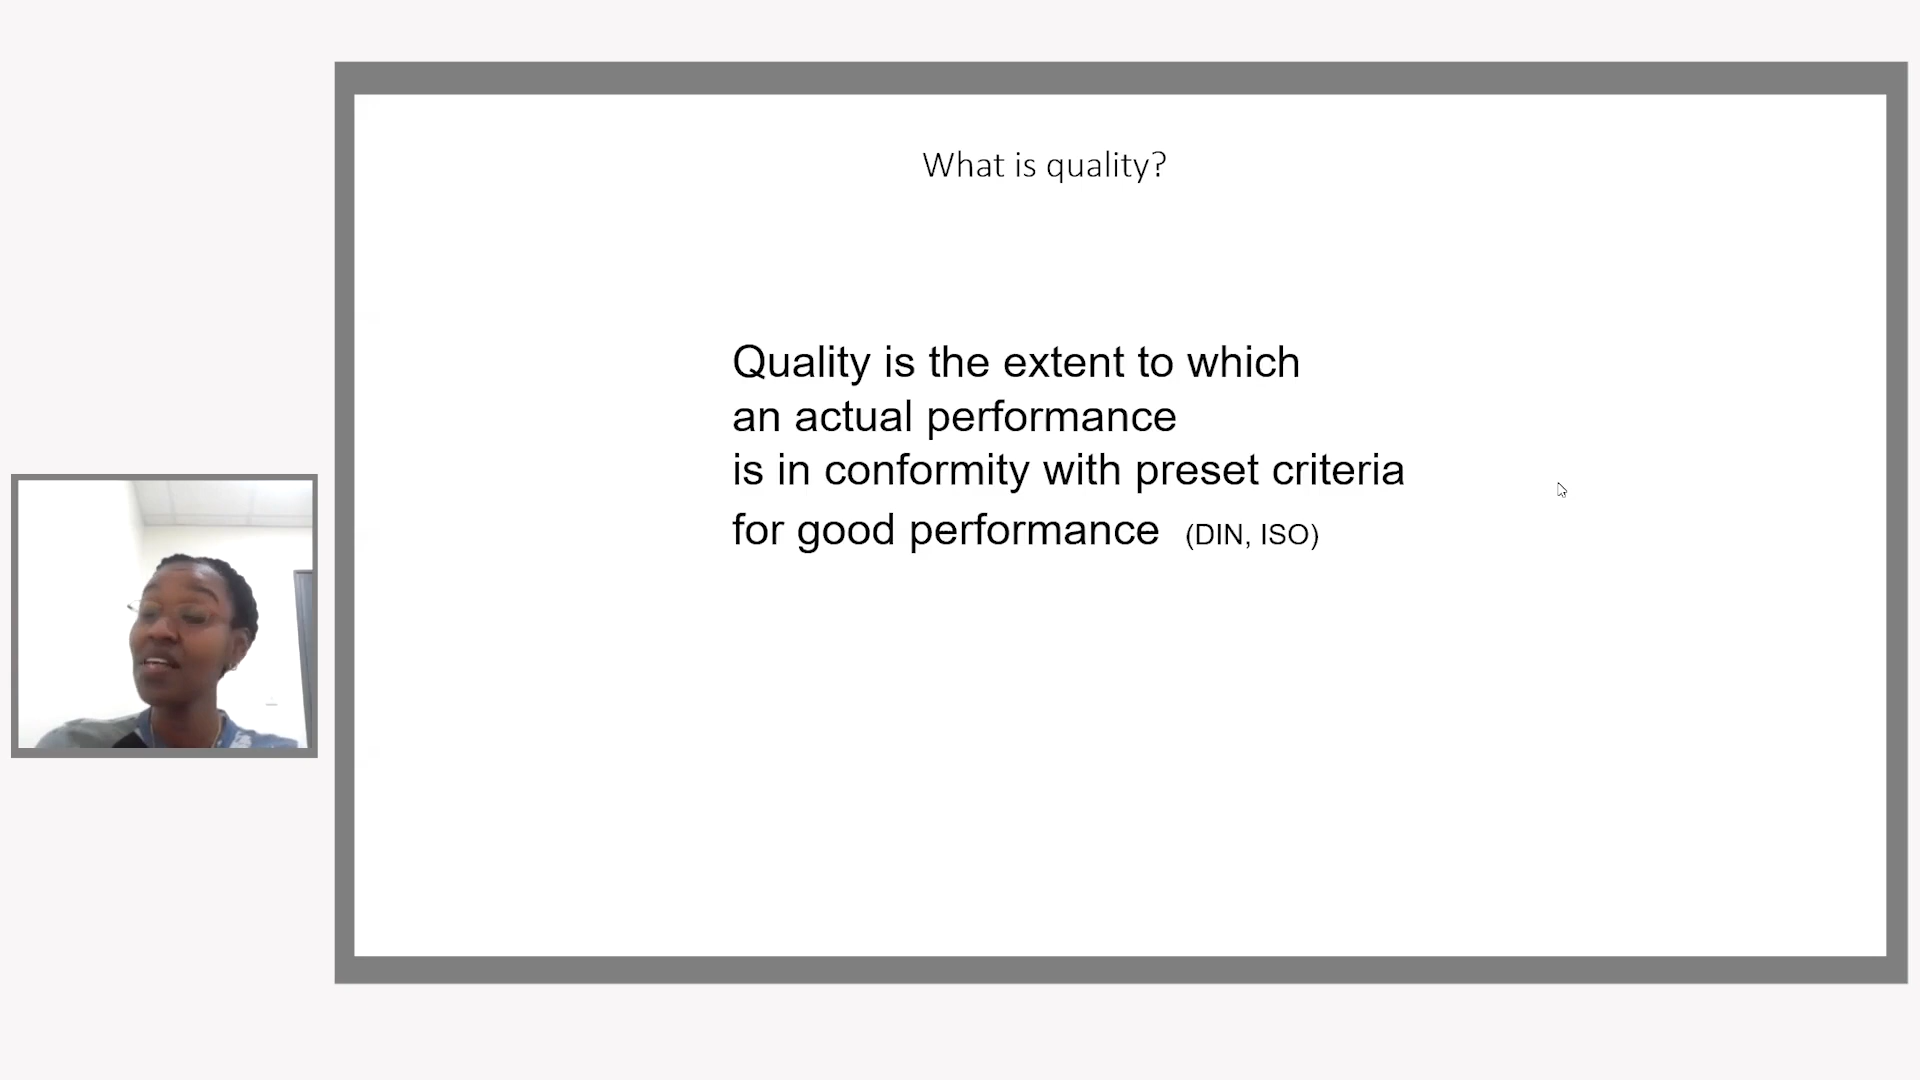 What is quality?
Quality is the extent to which
an actual performance
is in conformity with preset criteria
for good performance (DIN, ISO)